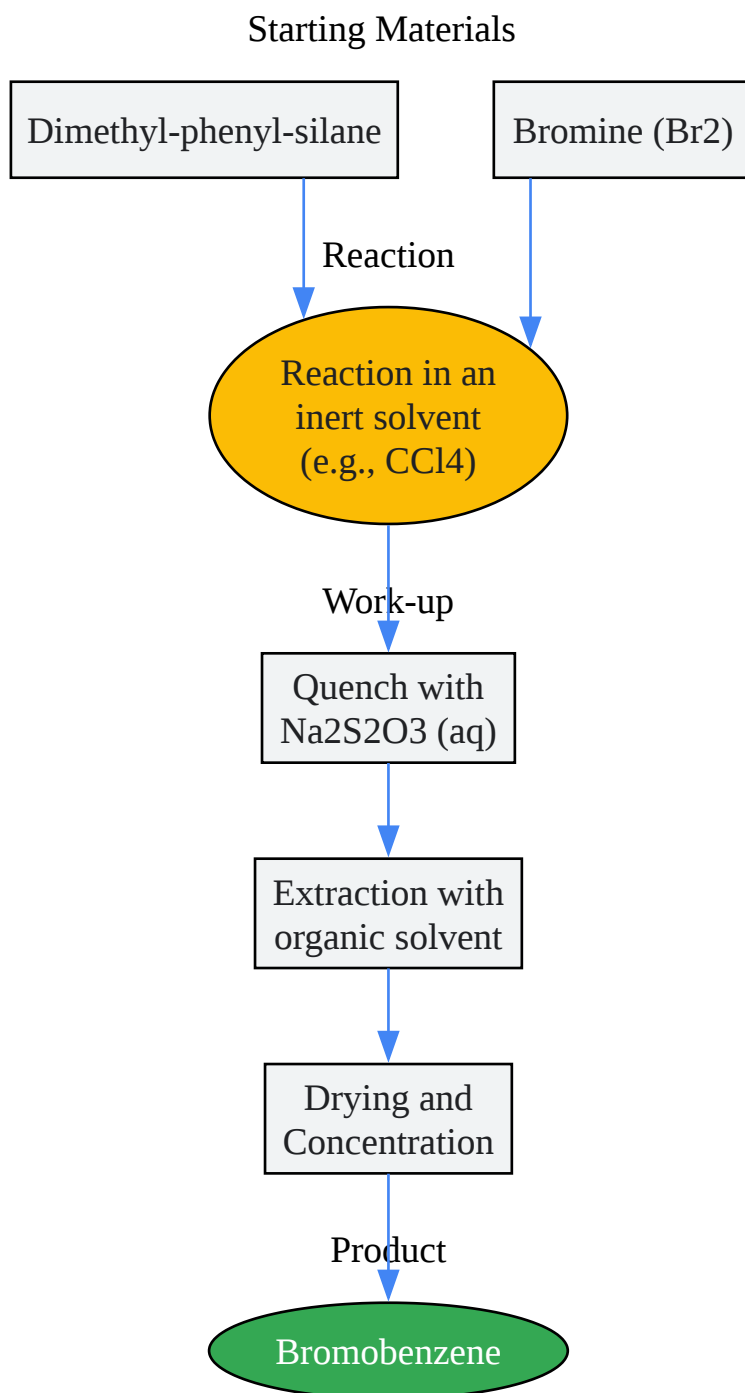 Starting Materials
Dimethyl-phenyl-silane
Bromine (Br2)
Reaction
Reaction in an
inert solvent
(e.g., CCl4)
Work-up
Quench with
Na2S2O3 (aq)
Extraction with
organic solvent
Drying and
Concentration
Product
Bromobenzene